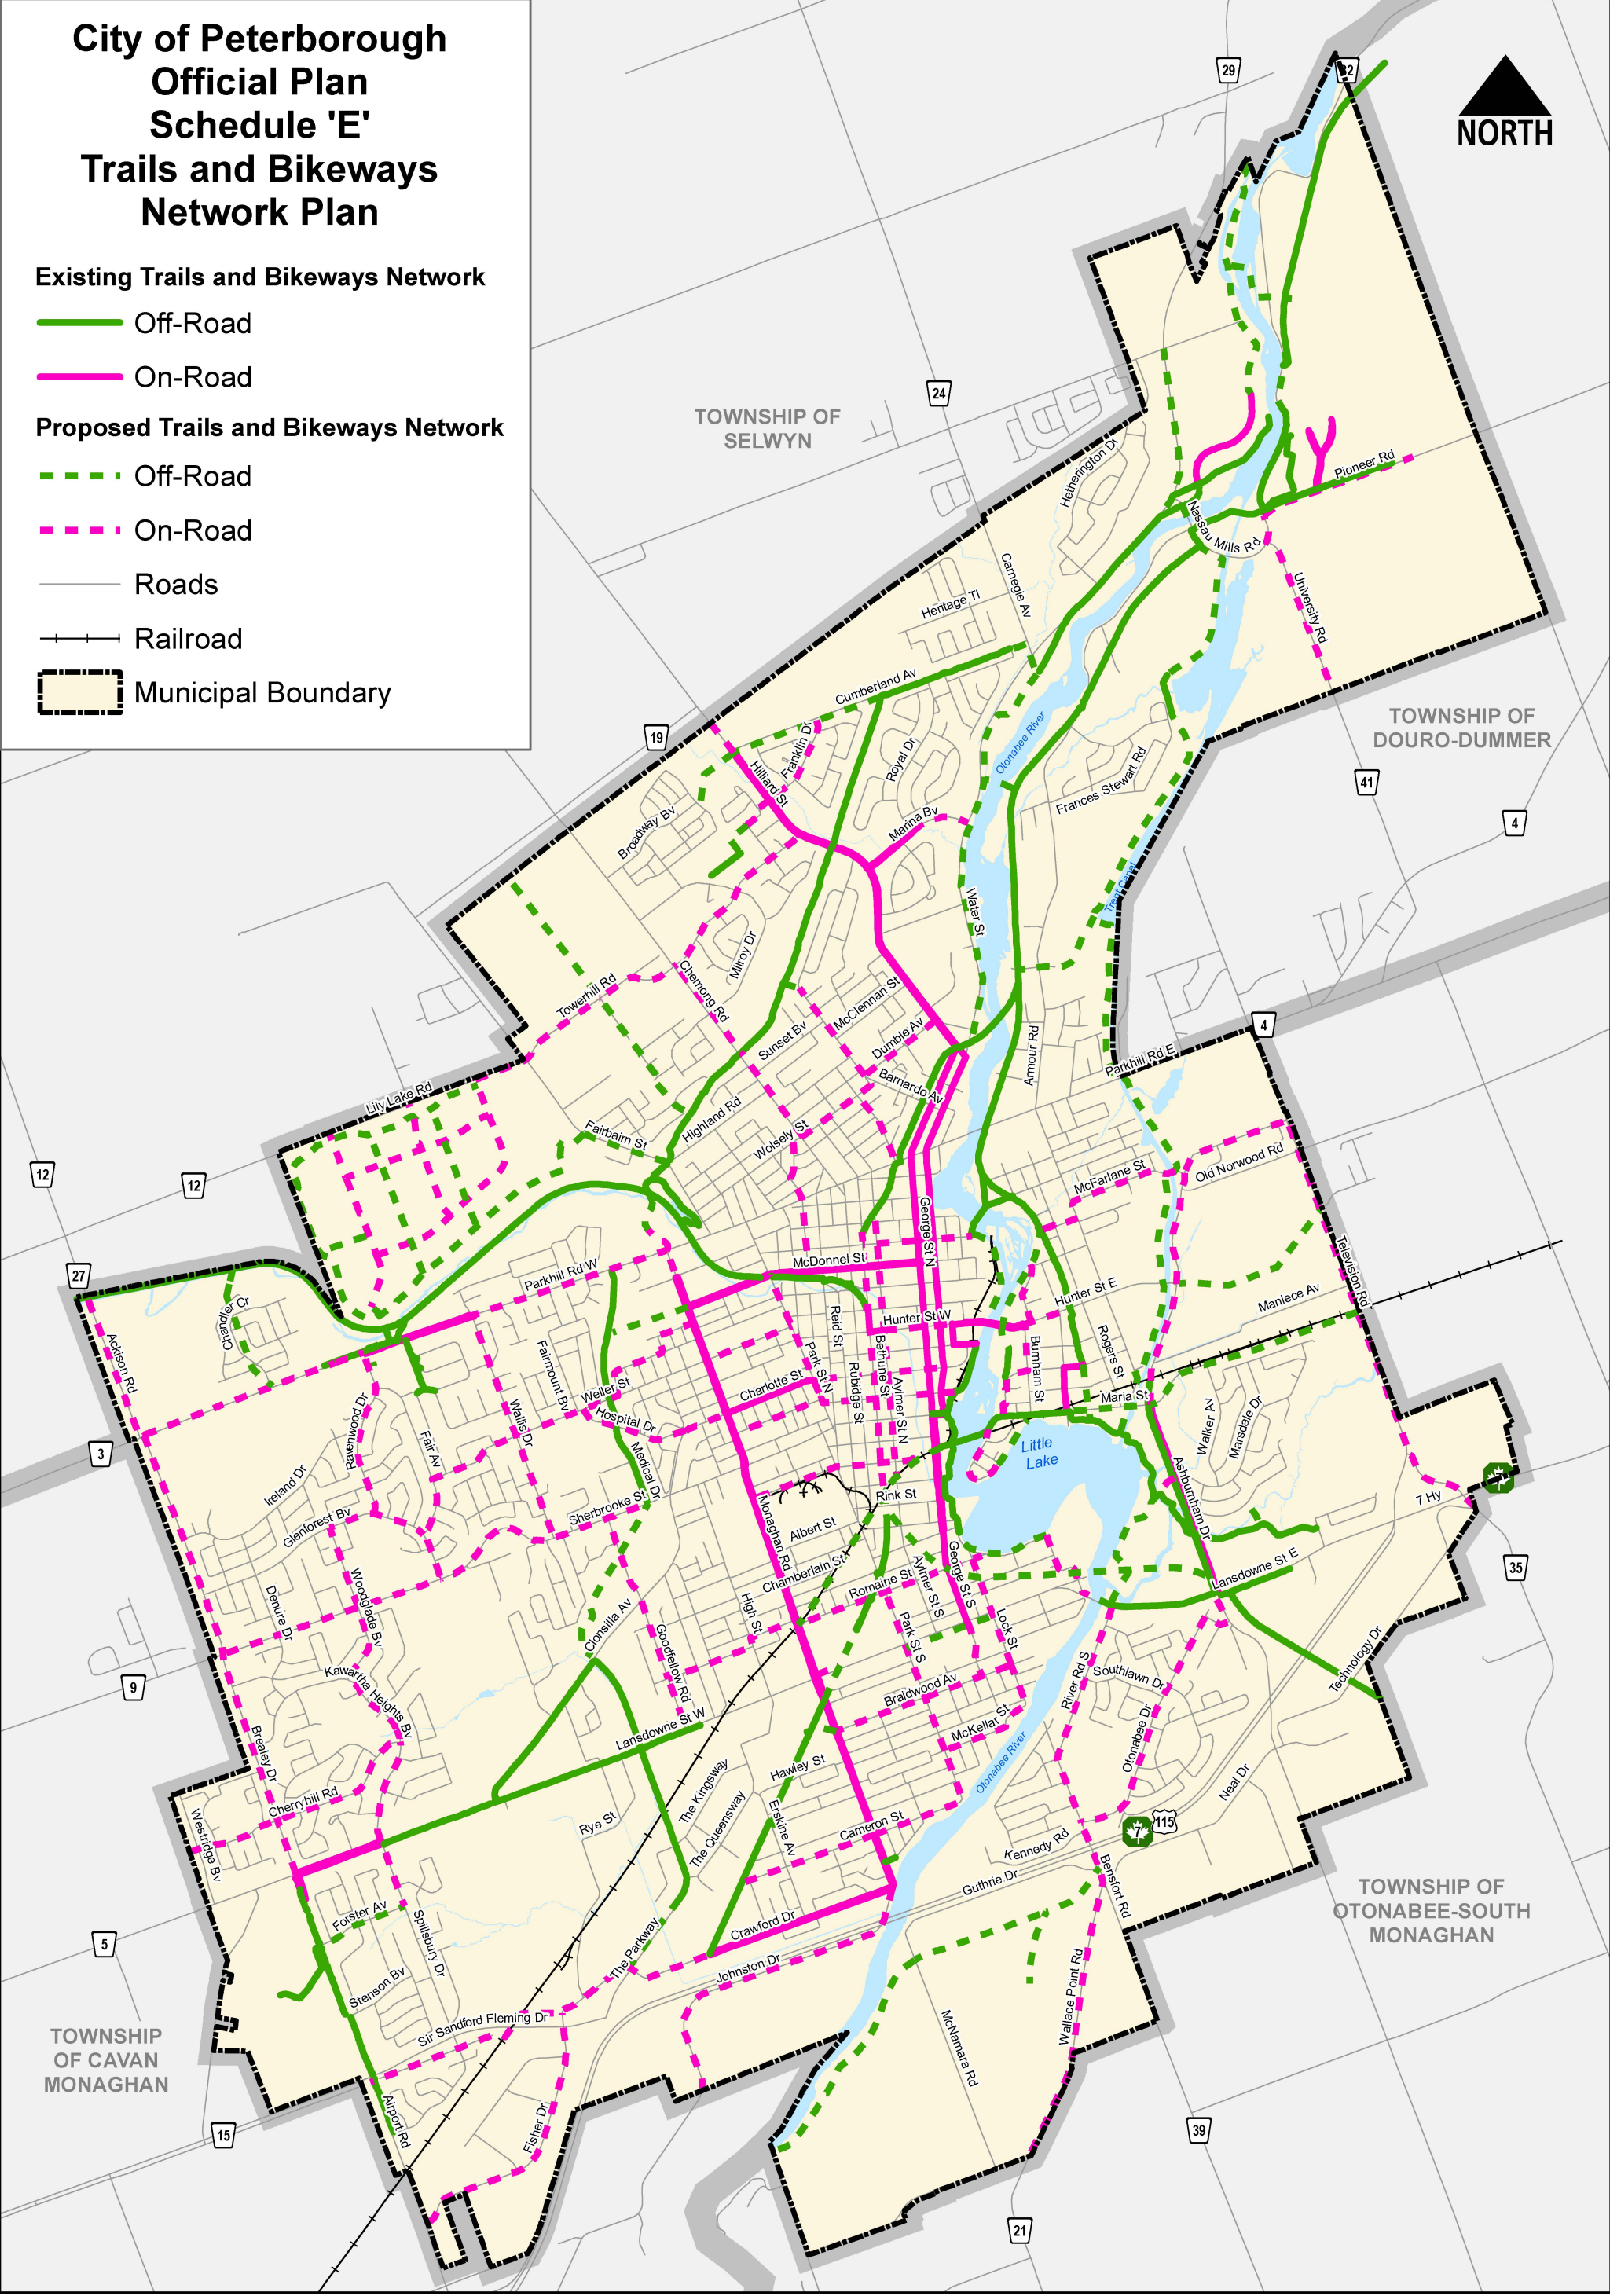 City of Peterborough
Official Plan
Schedule 'E'
Trails and Bikeways
Network Plan
Existing Trails and Bikeways Network
Off-Road
On-Road
Proposed Trails and Bikeways Network
Off-Road
On-Road
Roads
Railroad
Municipal Boundary
NORTH
29
32
24
TOWNSHIP OF
SELWYN
Hetherington Dr
Pioneer Rd
Nassau Mills Rd
University Rd
Carnegie Av
Heritage Tl
Cumberland Av
19
TOWNSHIP OF
DOURO-DUMMER
41
4
Franklin Dr
Hilliard St
Royal Dr
Otonabee River
Frances Stewart Rd
Broadway Bv
Marina Bv
Trent Canal
Water St
Milroy Dr
Chemong Rd
Towerhill Rd
McClennan St
Sunset Bv
Dumble Av
Armour Rd
4
Parkhill Rd E
Barnardo Av
Lily Lake Rd
Highland Rd
Fairbairn St
Wolsely St
McFarlane St
Old Norwood Rd
12
12
27
George St N
McDonnel St
Parkhill Rd W
Television Rd
Hunter St E
Maniece Av
Hunter St W
Chandler Cr
Ackison Rd
Reid St
Bethune St
Burnham St
Rogers St
Park St N
Rubidge St
Aylmer St N
Fairmount Bv
Weller St
Charlotte St
Maria St
Hospital Dr
Wallis Dr
Ravenwood Dr
Fair Av
Walker Av
Marsdale Dr
3
Little
Lake
Medical Dr
Ireland Dr
Ashburnham Dr
7
7 Hy
Glenforest Bv
Sherbrooke St
Monaghan Rd
Rink St
Albert St
Chamberlain St
Romaine St
George St S
Aylmer St S
Lansdowne St E
35
Woodglade Bv
Denure Dr
High St
Clonsilla Av
Goodfellow Rd
Park St S
Lock St
Technology Dr
9
Kawartha Heights Bv
Southlawn Dr
River Rd S
Braidwood Av
McKellar St
Otonabee Dr
Brealey Dr
Lansdowne St W
Otonabee River
Hawley St
The Kingsway
Neal Dr
Cherryhill Rd
Westridge Bv
Rye St
The Queensway
Erskine Av
Cameron St
7
115
Kennedy Rd
Guthrie Dr
Bensfort Rd
TOWNSHIP OF
OTONABEE-SOUTH
MONAGHAN
Forster Av
Spillsbury Dr
Crawford Dr
The Parkway
Johnston Dr
5
Stenson Bv
Sir Sandford Fleming Dr
McNamara Rd
Wallace Point Rd
TOWNSHIP
OF CAVAN
MONAGHAN
15
Airport Rd
Fisher Dr
39
21